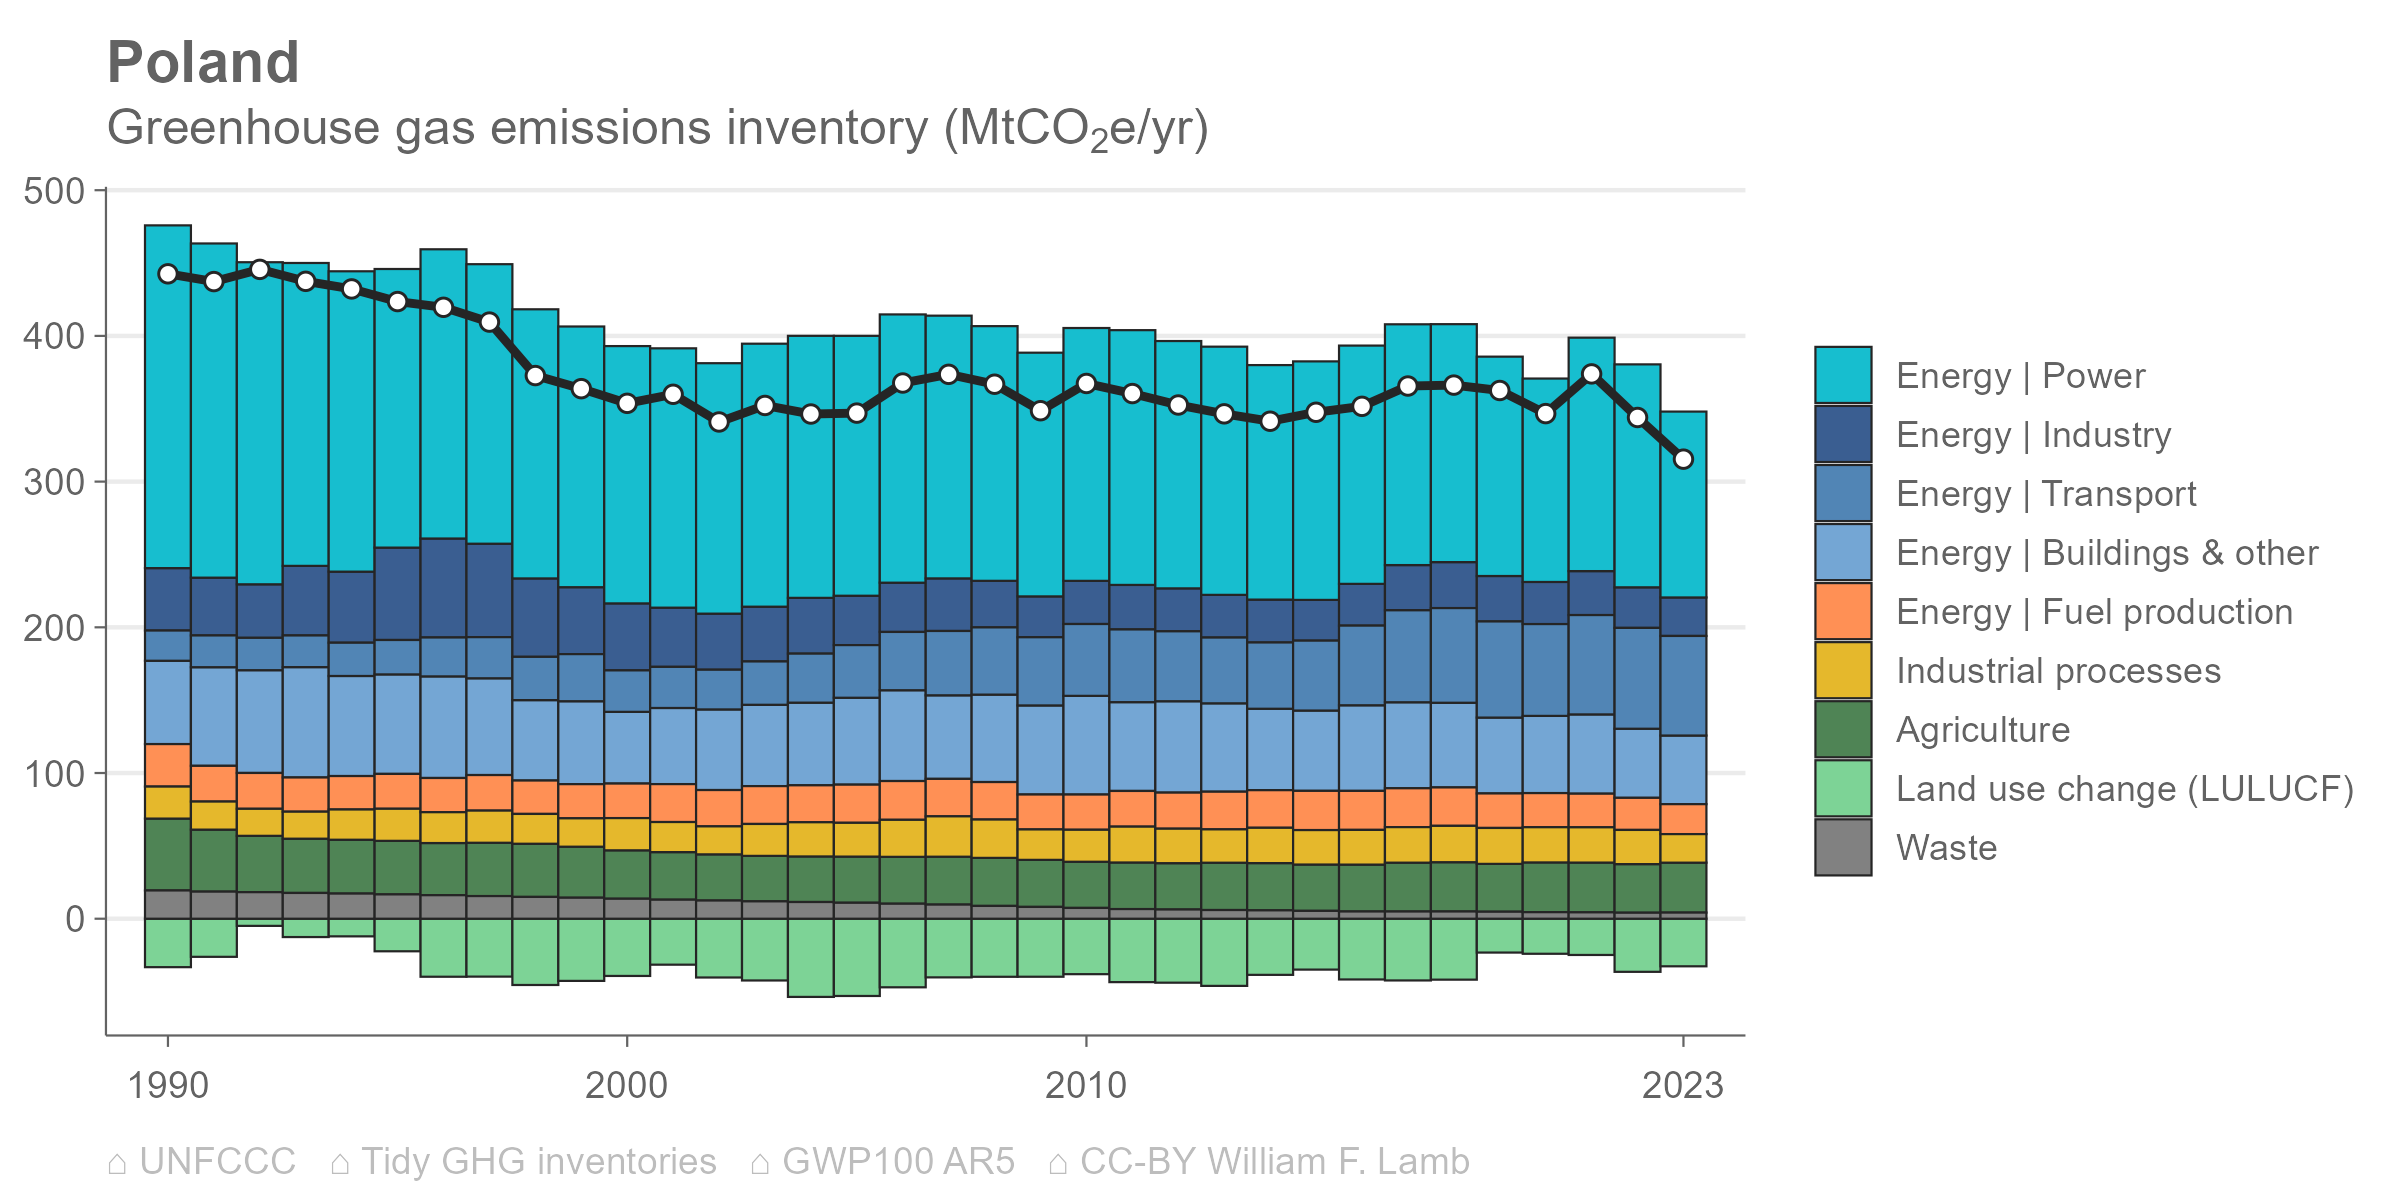 Poland
Greenhouse gas emissions inventory (MtCO₂e/yr)
500
400
300
200
100
0
1990 2000 2010 2023
Energy | Power
Energy | Industry
Energy | Transport
Energy | Buildings & other
Energy | Fuel production
Industrial processes
Agriculture
Land use change (LULUCF)
Waste
⌂ UNFCCC ⌂ Tidy GHG inventories ⌂ GWP100 AR5 ⌂ CC-BY William F. Lamb